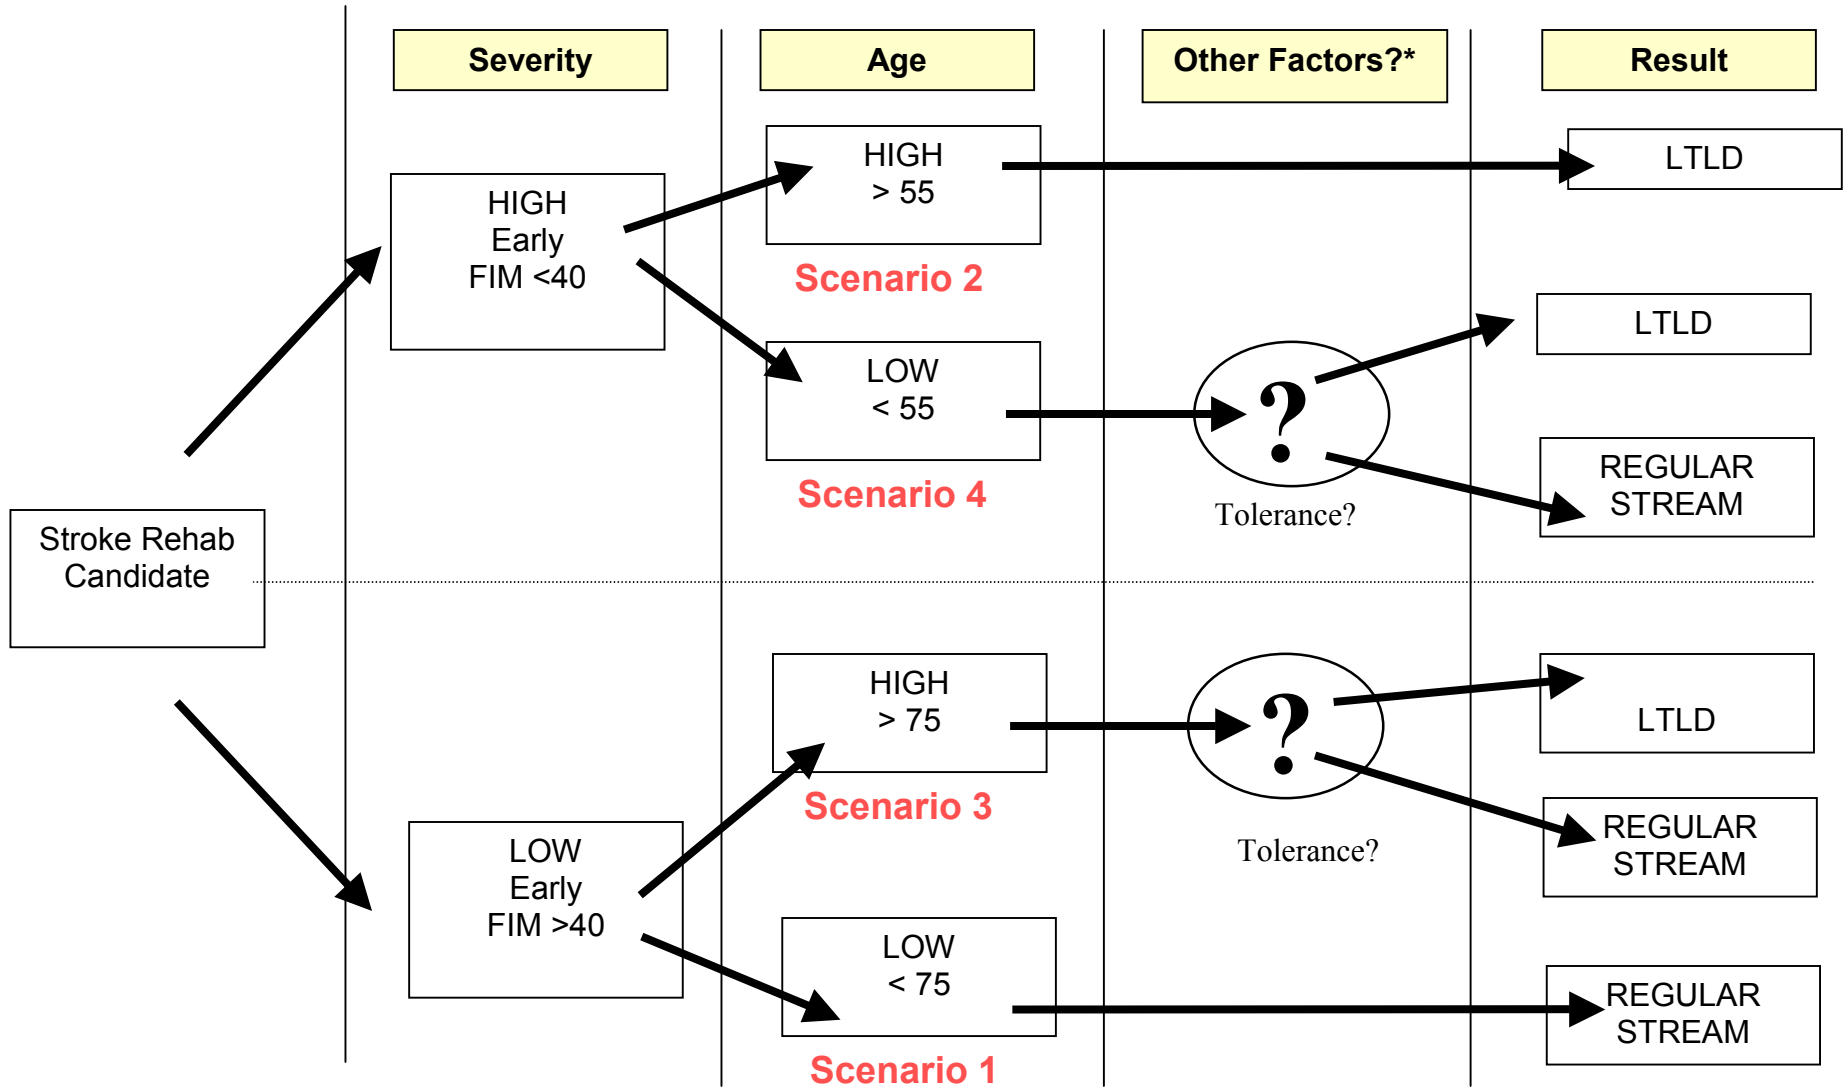 Severity
Age
Other Factors?*
Result
HIGH
Early
FIM <40
HIGH
> 55
Scenario 2
LTLD
LOW
< 55
Scenario 4
?
Tolerance?
LTLD
REGULAR
STREAM
Stroke Rehab
Candidate
LOW
Early
FIM >40
HIGH
> 75
Scenario 3
?
Tolerance?
LTLD
REGULAR
STREAM
LOW
< 75
Scenario 1
REGULAR
STREAM